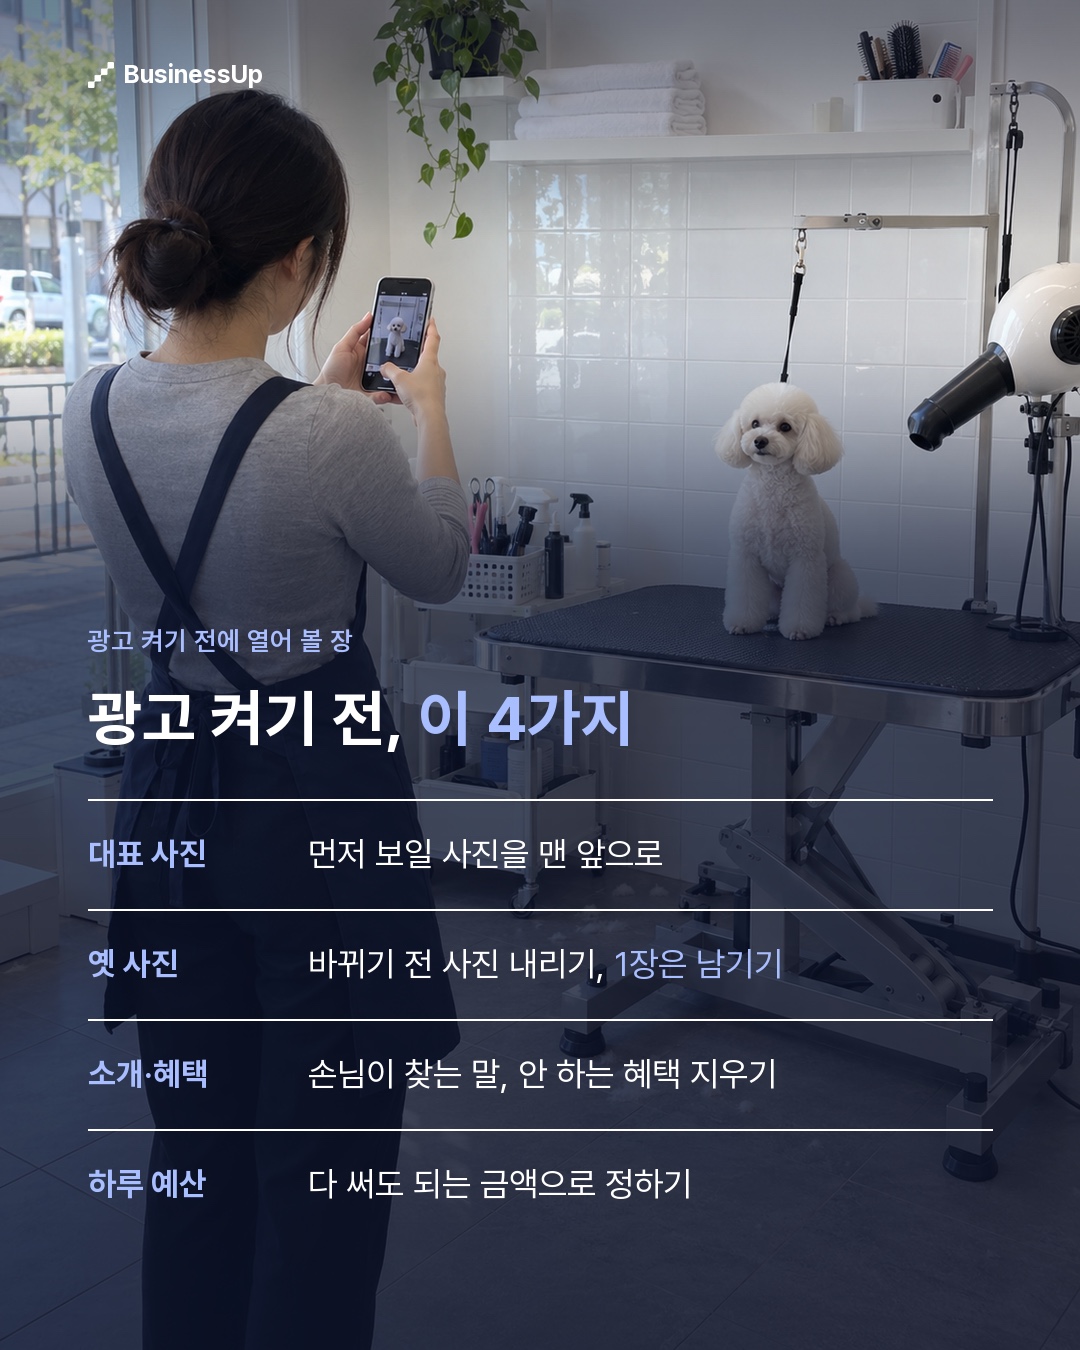 BusinessUp
광고 켜기 전에 열어 볼 장
광고 켜기 전, 이 4가지
대표 사진 먼저 보일 사진을 맨 앞으로
옛 사진 바뀌기 전 사진 내리기, 1장은 남기기
소개·혜택 손님이 찾는 말, 안 하는 혜택 지우기
하루 예산 다 써도 되는 금액으로 정하기